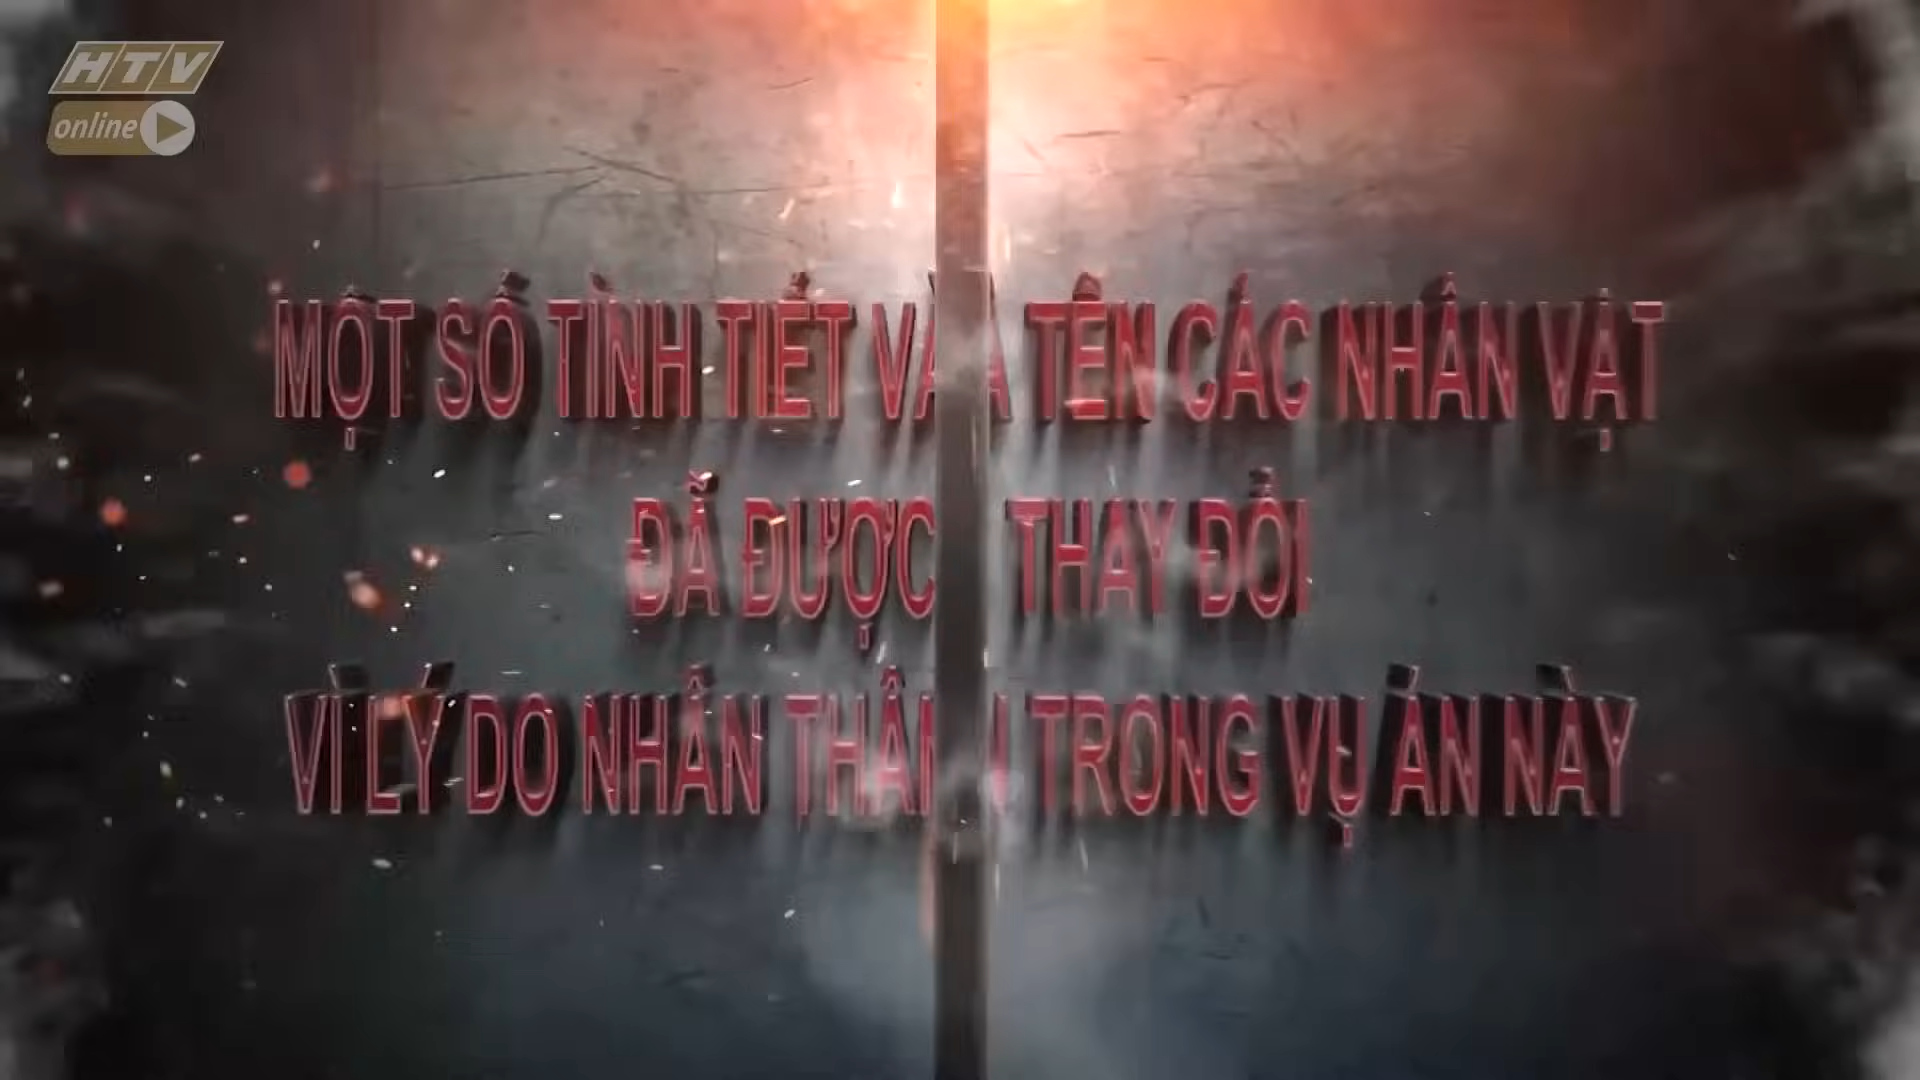 HTV
online
MỘT SỐ TÌNH TIẾT VÀ TÊN CÁC NHÂN VẬT
ĐÃ ĐƯỢC THAY ĐỔI
VÌ LÝ DO NHÂN THÂN TRONG VỤ ÁN NÀY